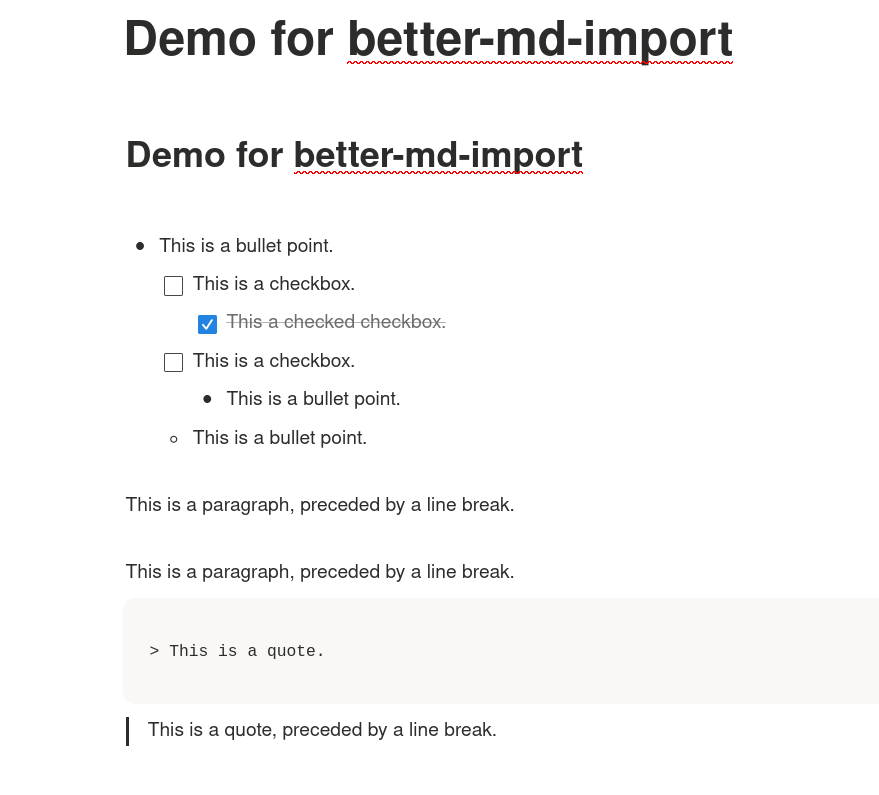 Demo for better-md-import
Demo for better-md-import
This is a bullet point.
This is a checkbox.
This a checked checkbox.
This is a checkbox.
This is a bullet point.
This is a bullet point.
This is a paragraph, preceded by a line break.
This is a paragraph, preceded by a line break.
> This is a quote.
This is a quote, preceded by a line break.